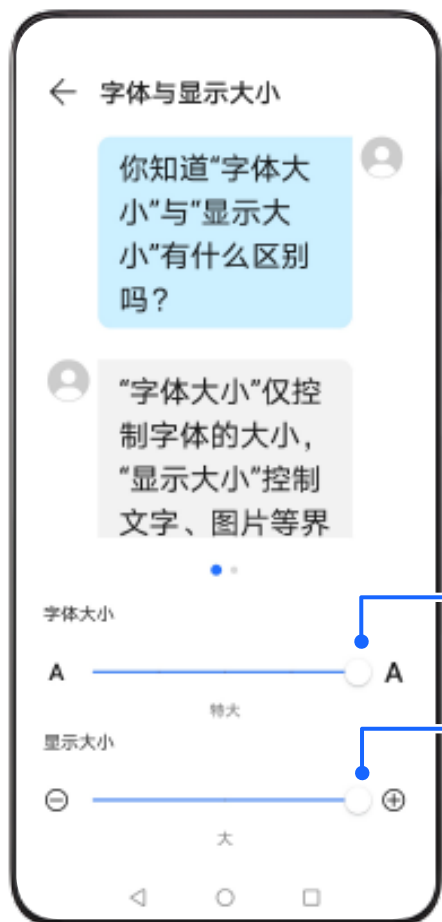 字体与显示大小
你知道“字体大
小”与“显示大
小”有什么区别
吗？
“字体大小”仅控
制字体的大小，
“显示大小”控制
文字、图片等界
字体大小
A A
特大
显示大小
大